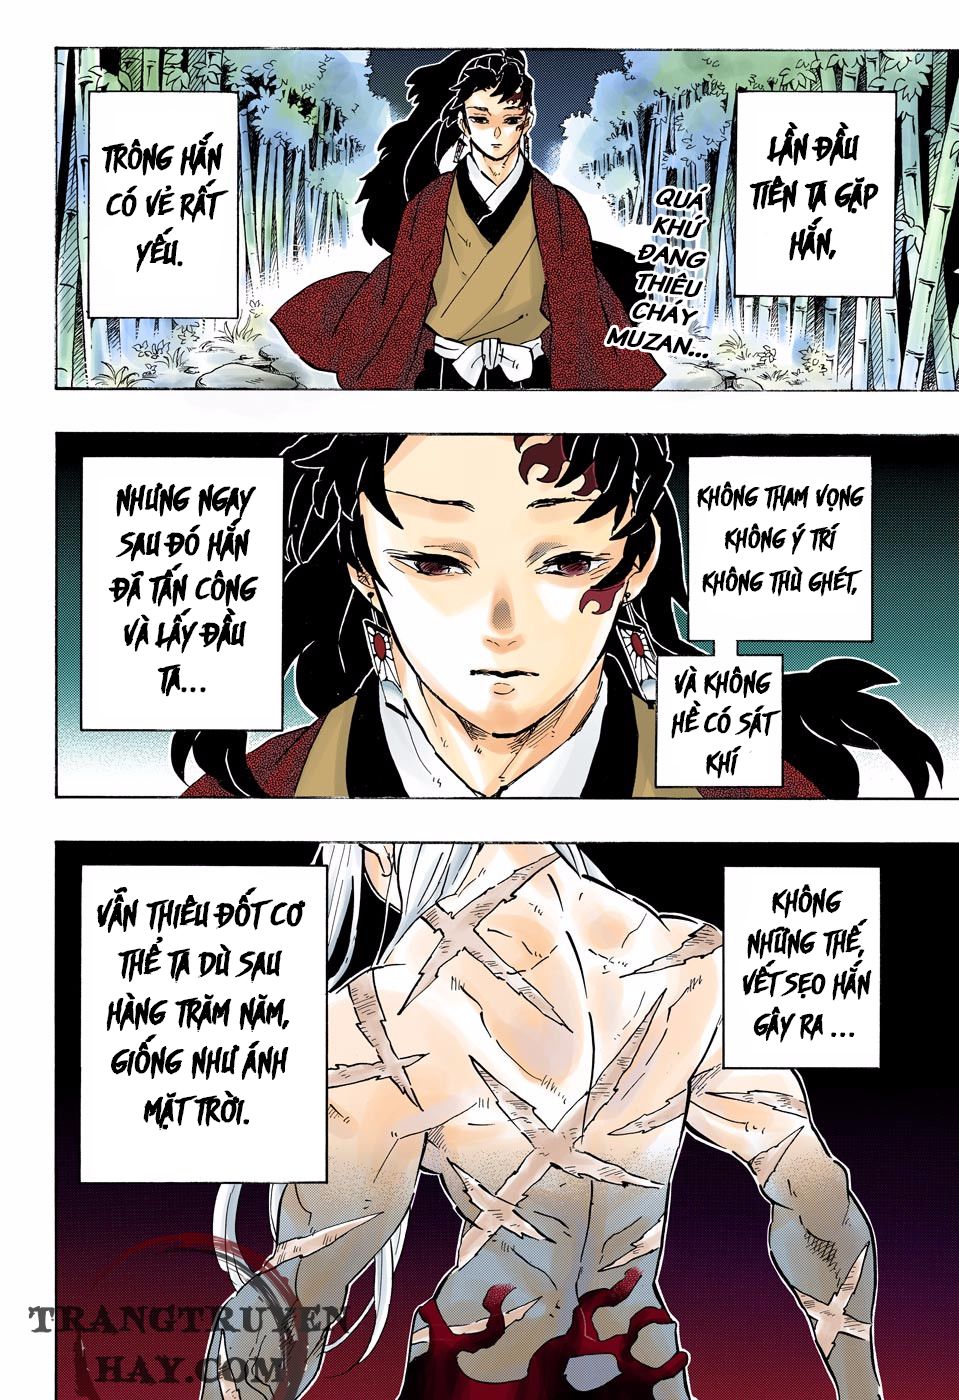 LẦN ĐẦU
TIÊN TA GẶP
HẮN,
QUÁ
KHỨ
ĐANG
THIÊU
CHÁY
MUZAN...
TRÔNG HẮN
CÓ VẺ RẤT
YẾU.
KHÔNG THAM VỌNG
KHÔNG Ý TRÍ
KHÔNG THÙ GHÉT,
VÀ KHÔNG
HỀ CÓ SÁT
KHÍ
NHƯNG NGAY
SAU ĐÓ HẮN
ĐÃ TẤN CÔNG
VÀ LẤY ĐẦU
TA...
KHÔNG
NHỮNG THẾ,
VẾT SẸO HẮN
GÂY RA ...
VẪN THIÊU ĐỐT CƠ
THỂ TA DÙ SAU
HÀNG TRĂM NĂM,
GIỐNG NHƯ ÁNH
MẶT TRỜI.
TRANGTRUYEN
HAY.COM